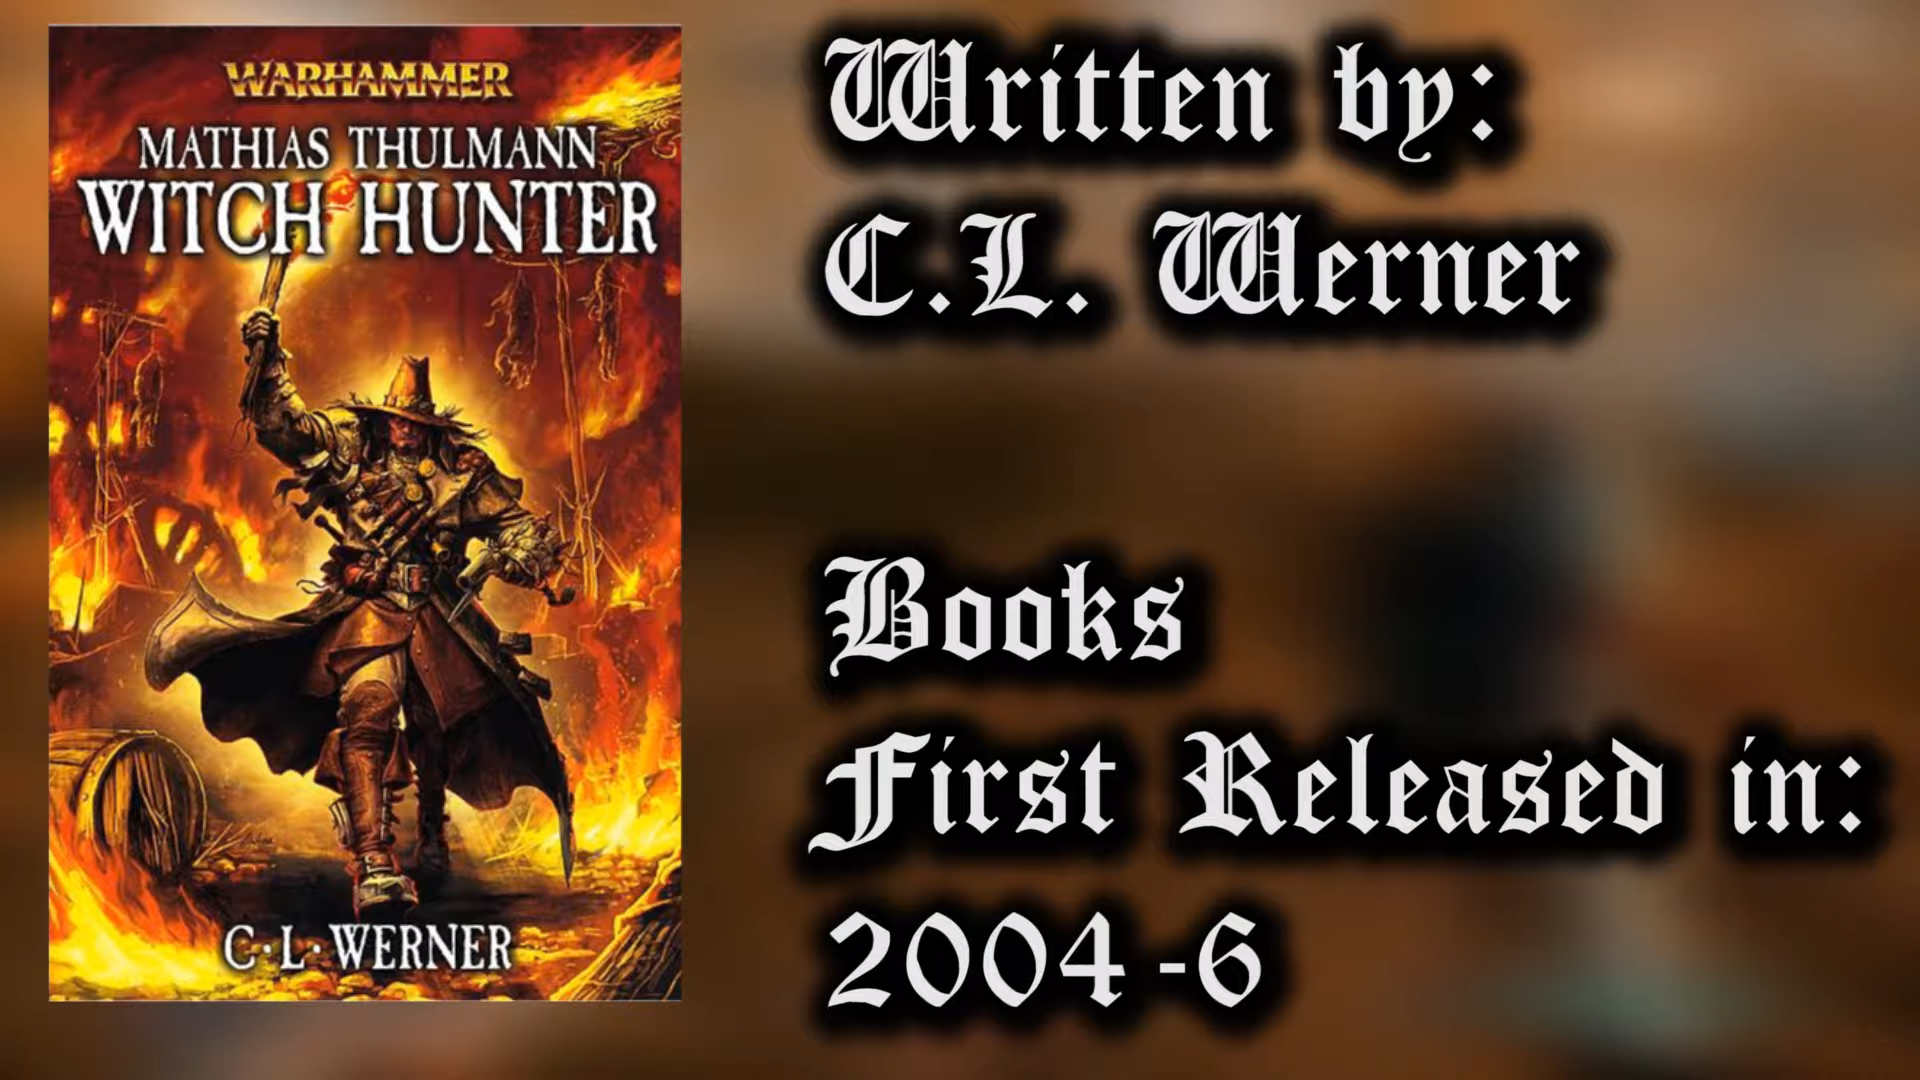 WARHAMMER
MATHIAS THULMANN
WITCH HUNTER
C·L·WERNER
Written by:
C.L. Werner
Books
First Released in:
2004-6